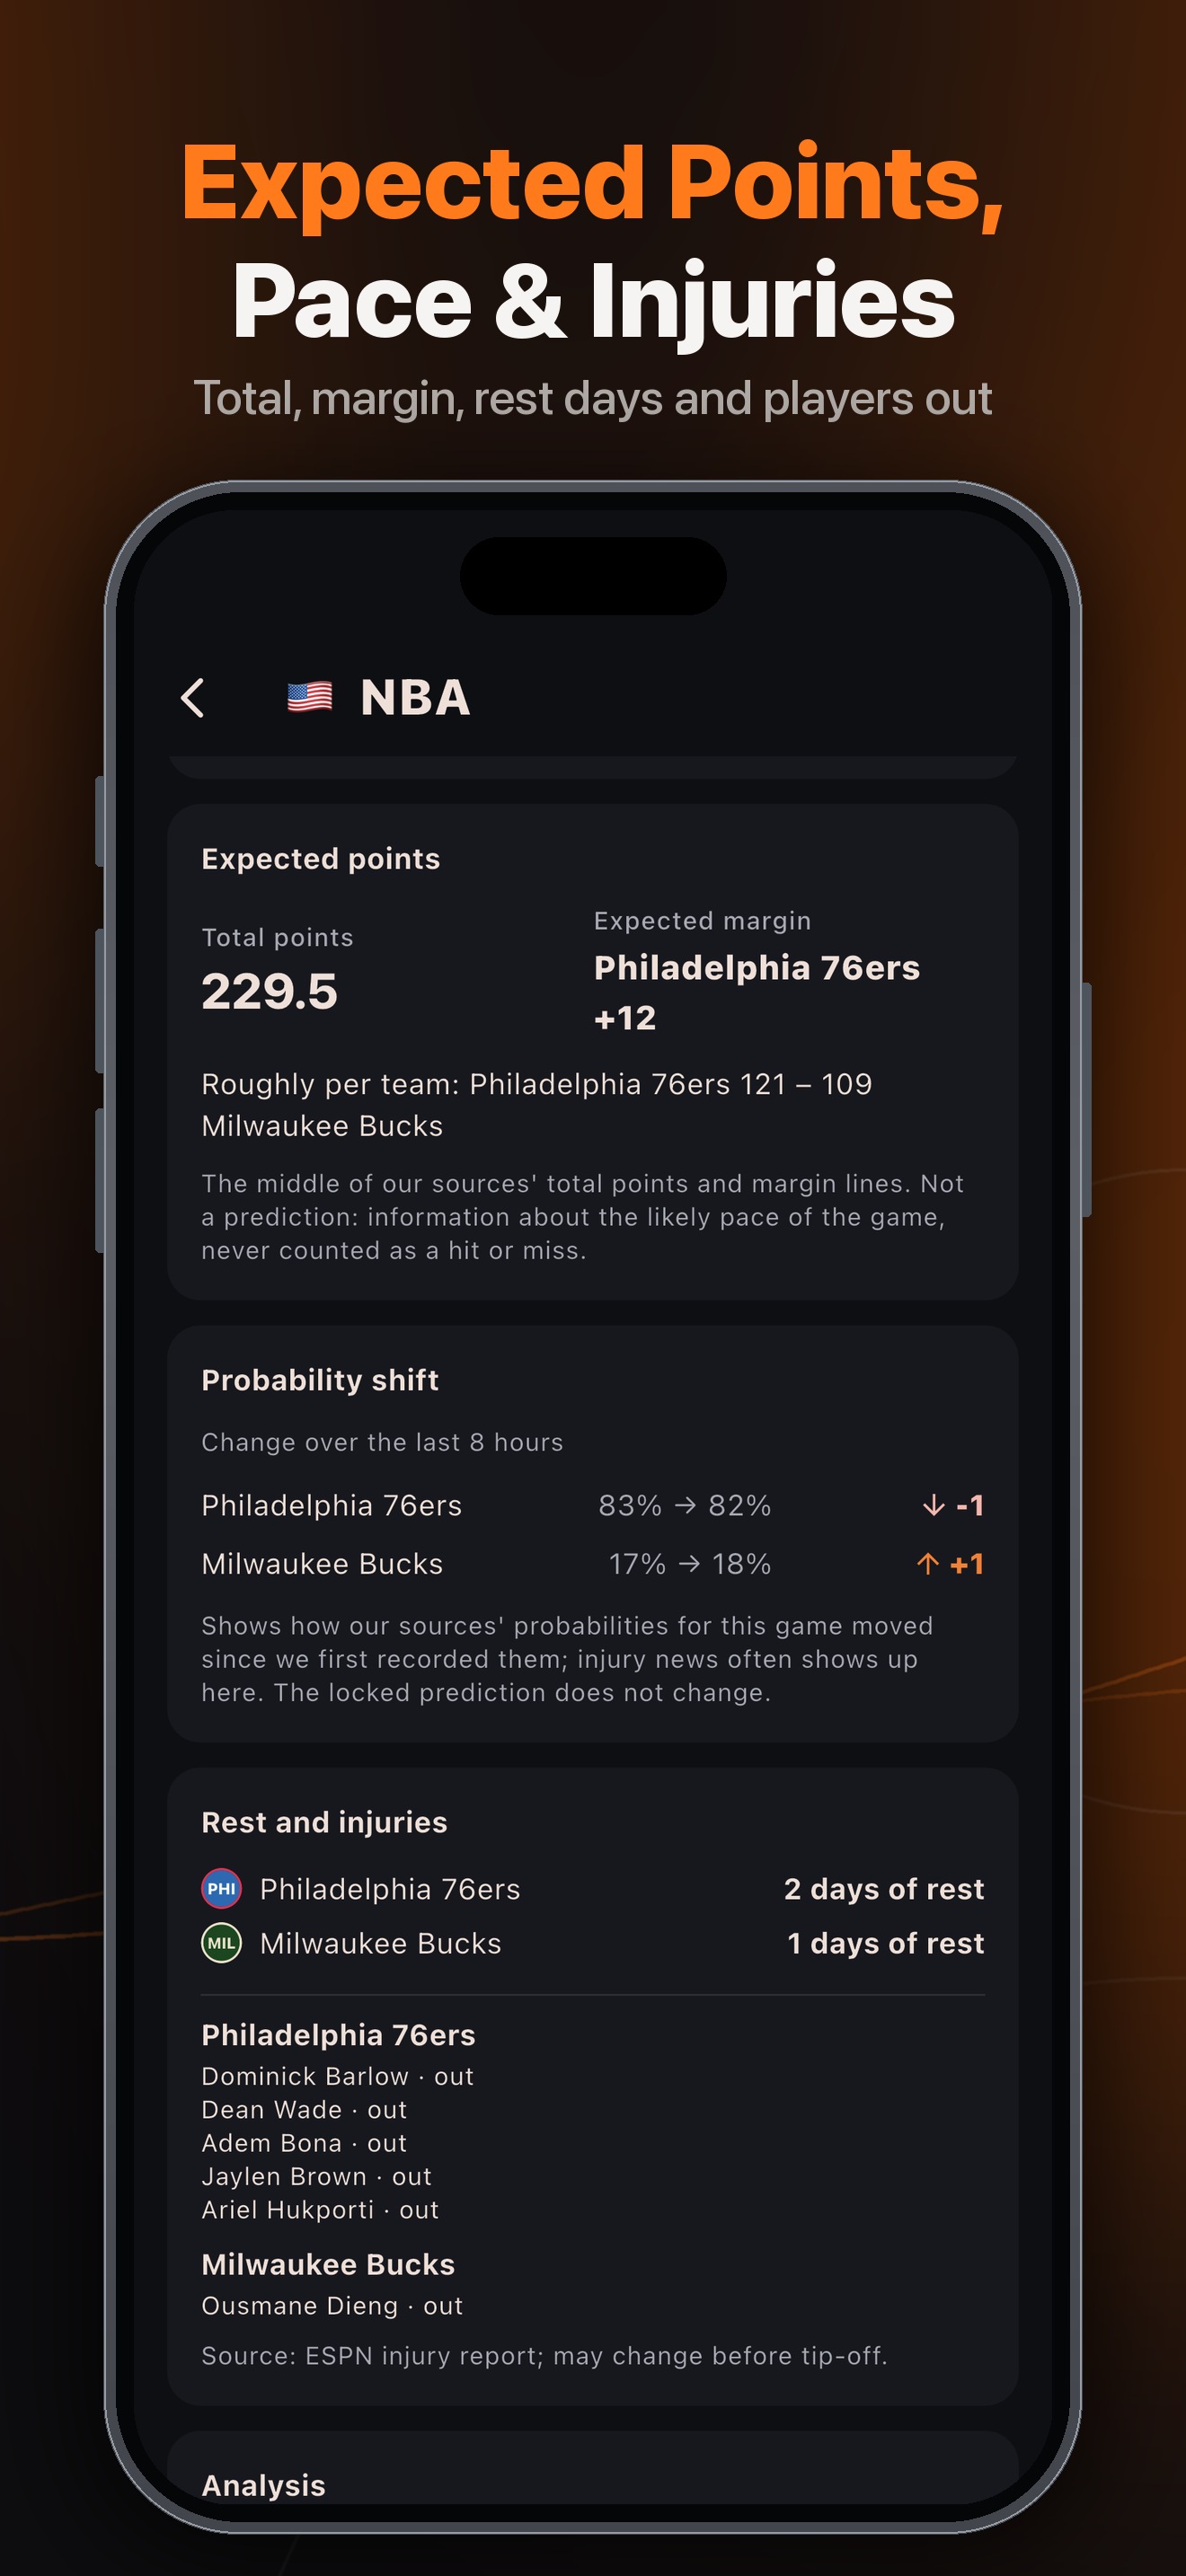 Expected Points,
Pace & Injuries
Total, margin, rest days and players out
NBA
Expected points
Total points
229.5
Expected margin
Philadelphia 76ers
+12
Roughly per team: Philadelphia 76ers 121 – 109
Milwaukee Bucks
The middle of our sources' total points and margin lines. Not
a prediction: information about the likely pace of the game,
never counted as a hit or miss.
Probability shift
Change over the last 8 hours
Philadelphia 76ers 83% → 82% ↓ -1
Milwaukee Bucks 17% → 18% ↑ +1
Shows how our sources' probabilities for this game moved
since we first recorded them; injury news often shows up
here. The locked prediction does not change.
Rest and injuries
PHI Philadelphia 76ers 2 days of rest
MIL Milwaukee Bucks 1 days of rest
Philadelphia 76ers
Dominick Barlow · out
Dean Wade · out
Adem Bona · out
Jaylen Brown · out
Ariel Hukporti · out
Milwaukee Bucks
Ousmane Dieng · out
Source: ESPN injury report; may change before tip-off.
Analysis